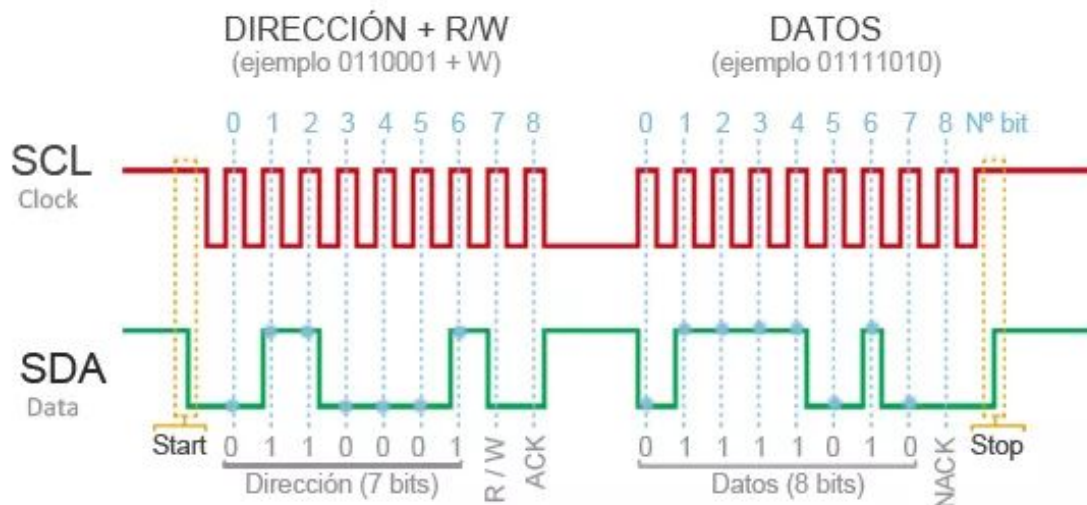 DIRECCIÓN + R/W
(ejemplo 0110001 + W)
DATOS
(ejemplo 01111010)
0 1 2 3 4 5 6 7 8
0 1 2 3 4 5 6 7 8 Nº bit
SCL
Clock
SDA
Data
Start
0 1 1 0 0 0 1 R / W ACK
Dirección (7 bits)
0 1 1 1 1 0 1 0 NACK
Datos (8 bits)
Stop